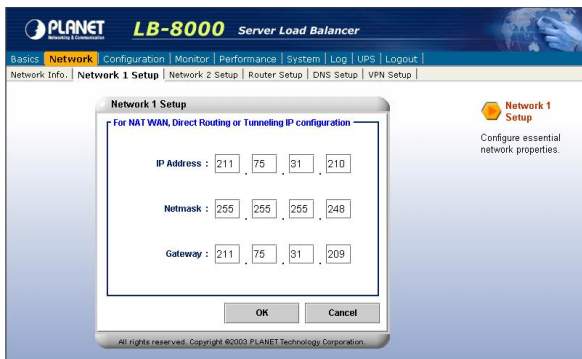 PLANET LB-8000 Server Load Balancer
Networking & Communication
Basics | Network | Configuration | Monitor | Performance | System | Log | UPS | Logout |
Network Info. | Network 1 Setup | Network 2 Setup | Router Setup | DNS Setup | VPN Setup |
Network 1 Setup
For NAT WAN, Direct Routing or Tunneling IP configuration
IP Address : 211 . 75 . 31 . 210
Netmask : 255 . 255 . 255 . 248
Gateway : 211 . 75 . 31 . 209
OK Cancel
All rights reserved. Copyright ©2003 PLANET Technology Corporation.
Network 1
Setup
Configure essential
network properties.